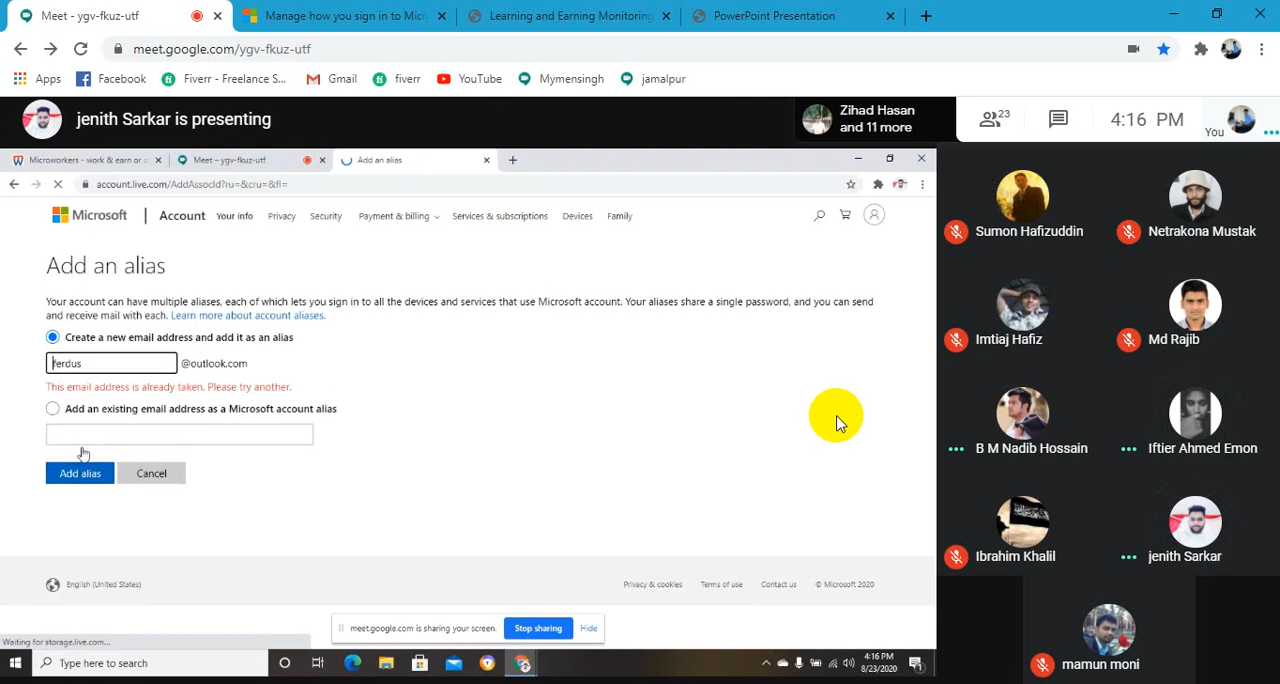 Meet - ygv-fkuz-utf
Manage how you sign in to Micr
Learning and Earning Monitoring
PowerPoint Presentation
meet.google.com/ygv-fkuz-utf
Apps
Facebook
Fiverr - Freelance S...
Gmail
fiverr
YouTube
Mymensingh
jamalpur
jenith Sarkar is presenting
Zihad Hasan
and 11 more
23
4:16 PM
You
Microworkers - work & earn or o
Meet – ygv-fkuz-utf
Add an alias
account.live.com/AddAssocId?ru=&cru=&fl=
Microsoft
Account
Your info
Privacy
Security
Payment & billing
Services & subscriptions
Devices
Family
Add an alias
Your account can have multiple aliases, each of which lets you sign in to all the devices and services that use Microsoft account. Your aliases share a single password, and you can send
and receive mail with each. Learn more about account aliases.
Create a new email address and add it as an alias
ferdus
@outlook.com
This email address is already taken. Please try another.
Add an existing email address as a Microsoft account alias
Add alias
Cancel
English (United States)
Privacy & cookies
Terms of use
Contact us
© Microsoft 2020
meet.google.com is sharing your screen.
Stop sharing
Hide
Waiting for storage.live.com...
Type here to search
4:16 PM
8/23/2020
Sumon Hafizuddin
Netrakona Mustak
Imtiaj Hafiz
Md Rajib
B M Nadib Hossain
Iftier Ahmed Emon
Ibrahim Khalil
jenith Sarkar
mamun moni